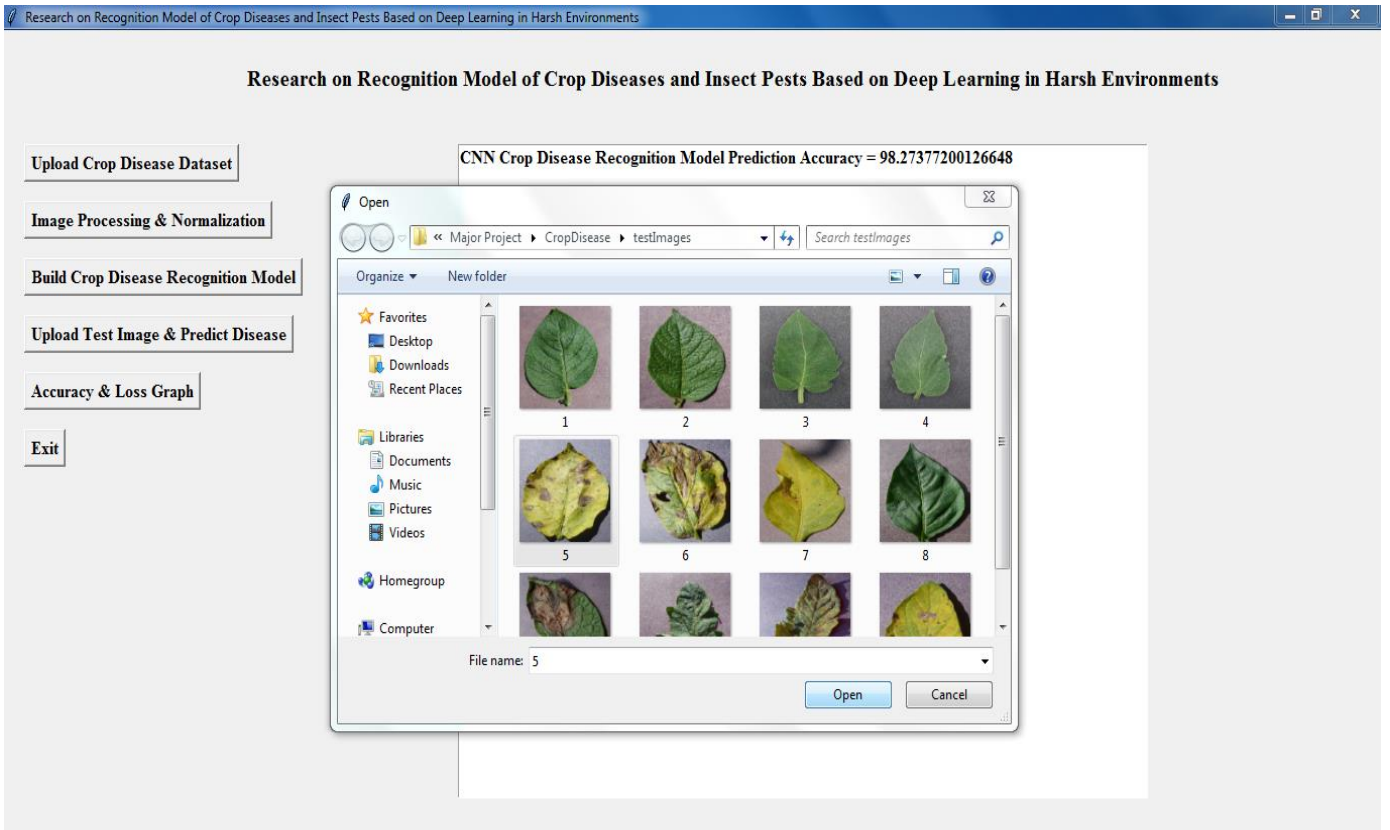 Research on Recognition Model of Crop Diseases and Insect Pests Based on Deep Learning in Harsh Environments
Research on Recognition Model of Crop Diseases and Insect Pests Based on Deep Learning in Harsh Environments
Upload Crop Disease Dataset
Image Processing & Normalization
Build Crop Disease Recognition Model
Upload Test Image & Predict Disease
Accuracy & Loss Graph
Exit
CNN Crop Disease Recognition Model Prediction Accuracy = 98.27377200126648
Open
« Major Project CropDisease testImages
Search testImages
Organize New folder
Favorites
Desktop
Downloads
Recent Places
Libraries
Documents
Music
Pictures
Videos
Homegroup
Computer
1 2 3 4
5 6 7 8
File name: 5
Open Cancel